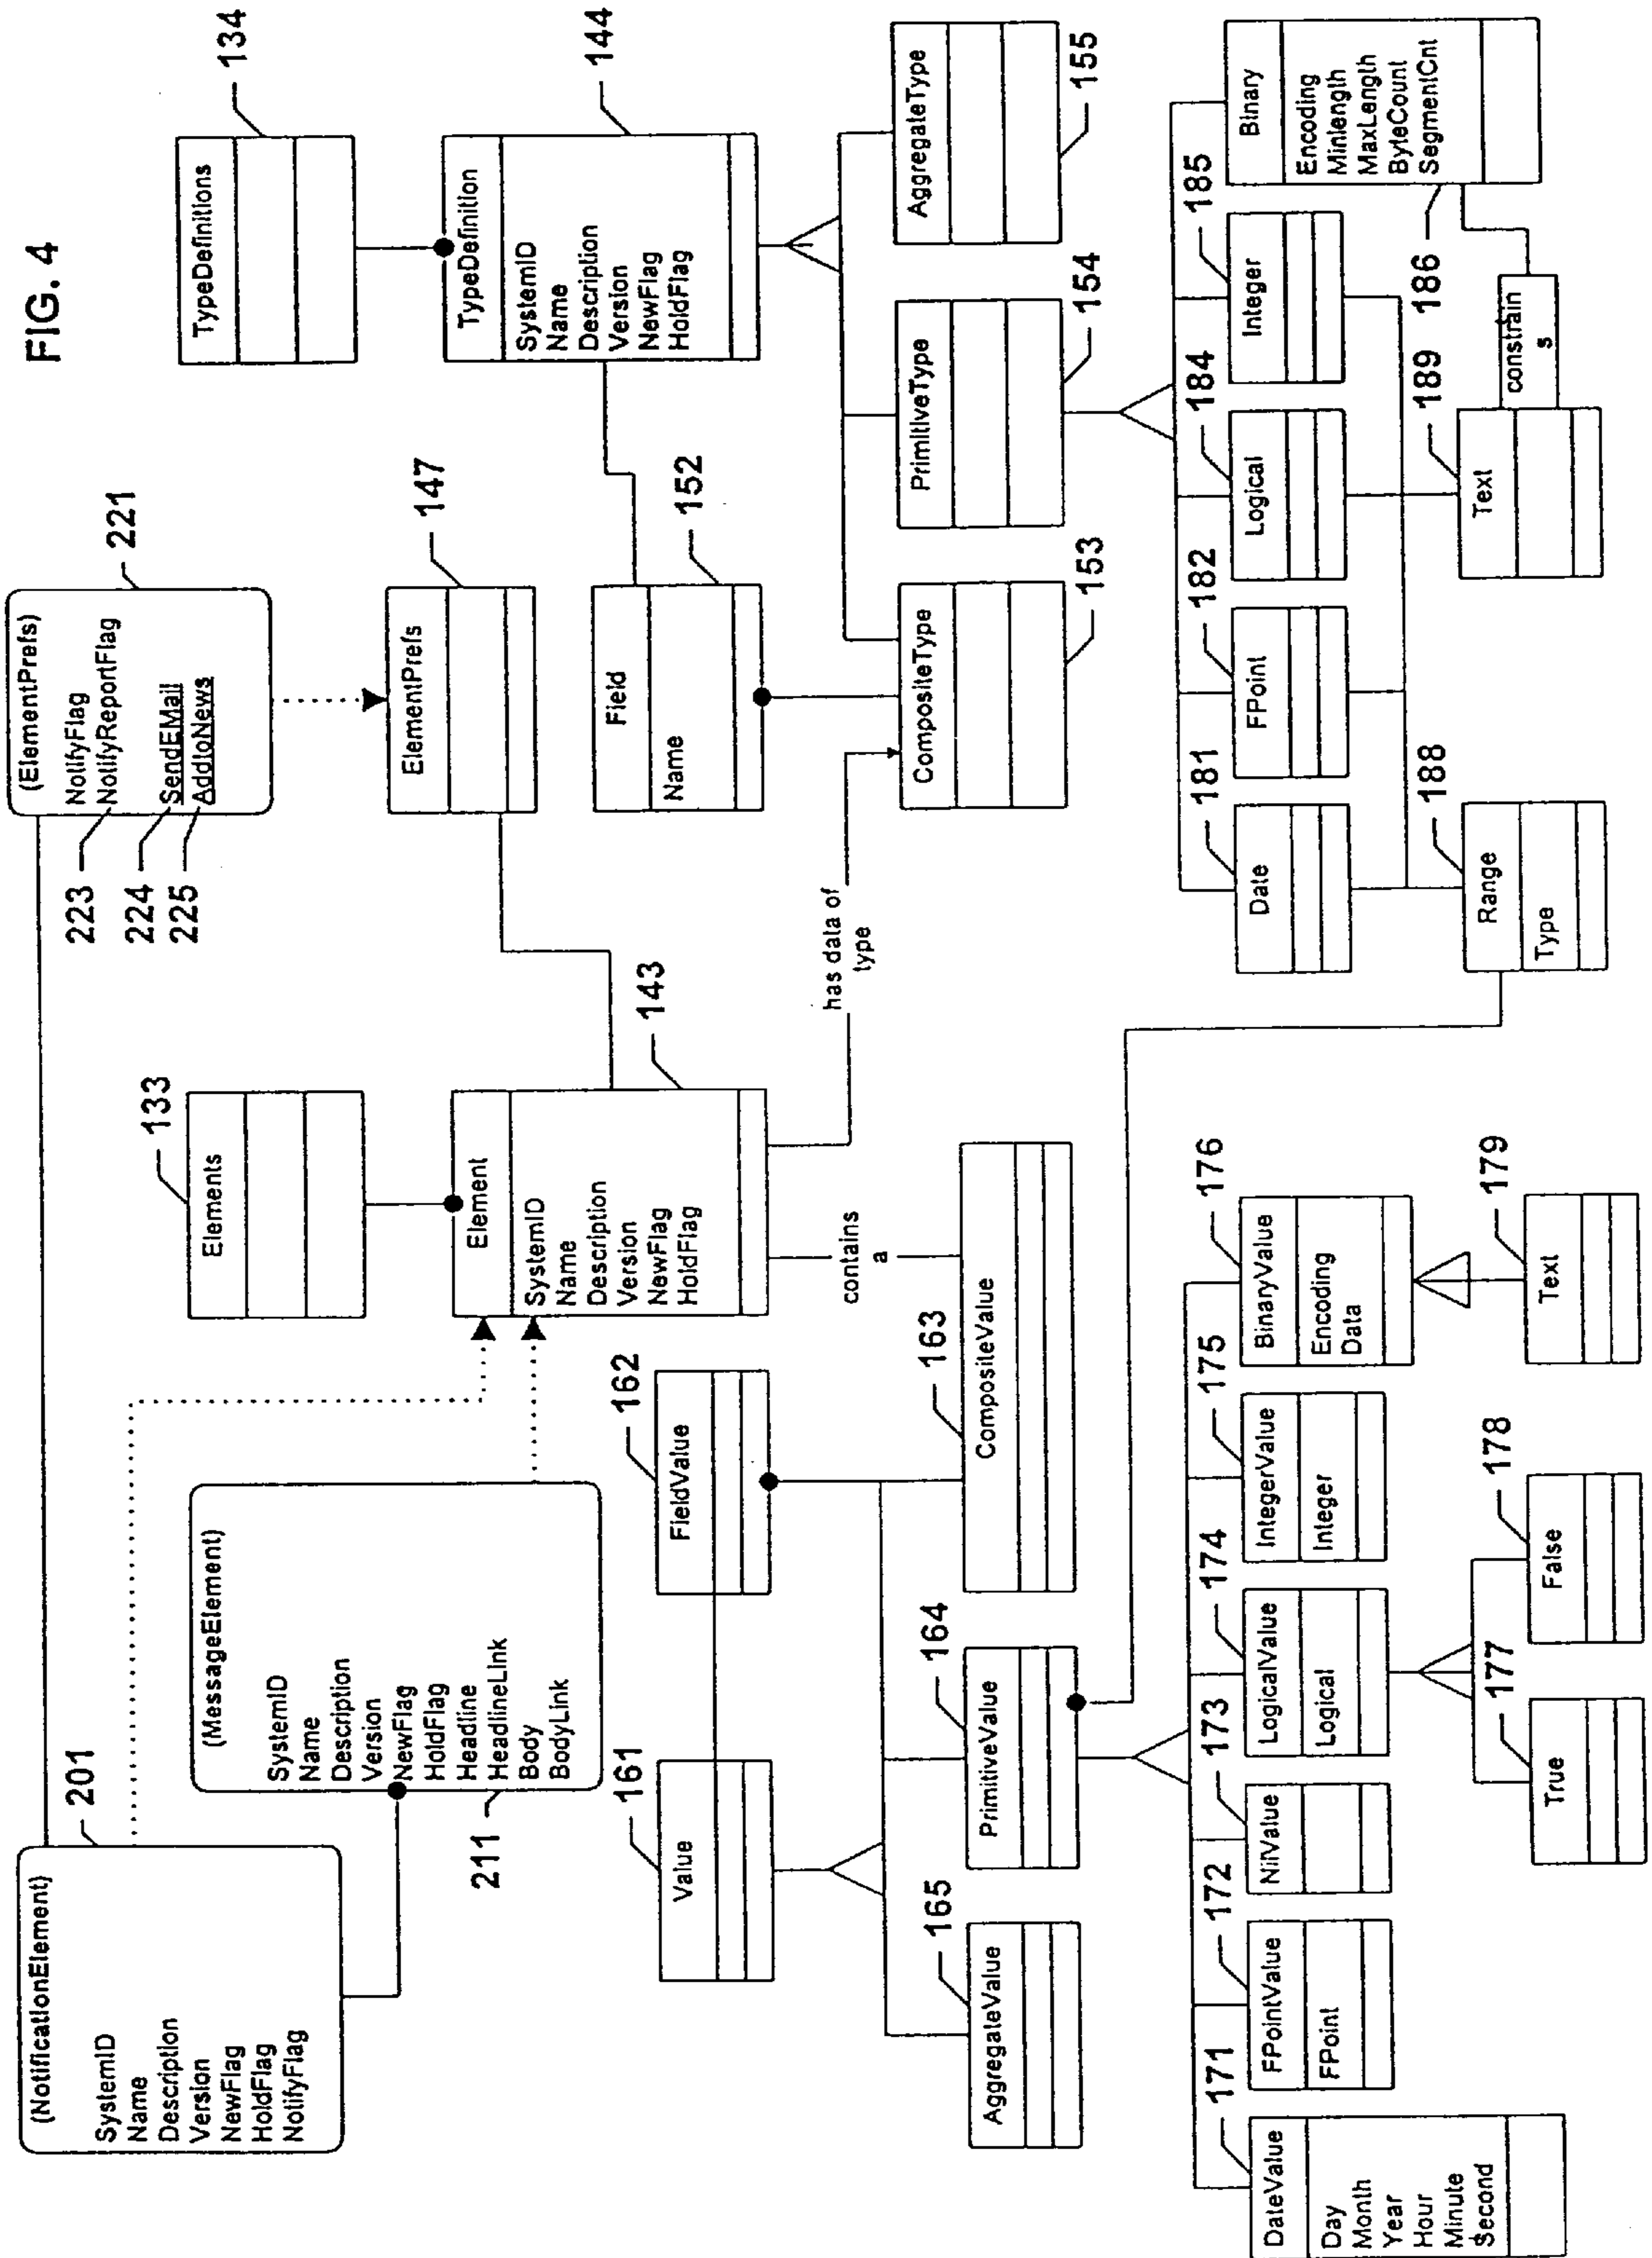 FIG. 4
(NotificationElement)
SystemID
Name
Description
Version
NewFlag
HoldFlag
NotifyFlag
201
(MessageElement)
SystemID
Name
Description
Version
NewFlag
HoldFlag
Headline
HeadlineLink
Body
BodyLink
211
Elements
133
Element
SystemID
Name
Description
Version
NewFlag
HoldFlag
143
(ElementPrefs)
NotifyFlag
NotifyReportFlag
SendEMail
AddtoNews
221
223
224
225
ElementPrefs
147
TypeDefinitions
134
TypeDefinition
SystemID
Name
Description
Version
NewFlag
HoldFlag
144
Field
Name
152
Value
161
FieldValue
162
contains
a
has data of
type
AggregateValue
165
PrimitiveValue
164
CompositeValue
163
CompositeType
153
PrimitiveType
154
AggregateType
155
DateValue
Day
Month
Year
Hour
Minute
Second
171
FPointValue
FPoint
172
NilValue
173
LogicalValue
Logical
174
IntegerValue
Integer
175
BinaryValue
Encoding
Data
176
True
177
False
178
Text
179
Date
181
FPoint
182
Logical
184
Integer
185
Binary
Encoding
Minlength
MaxLength
ByteCount
SegmentCnt
186
Range
Type
188
Text
189
constrain
s